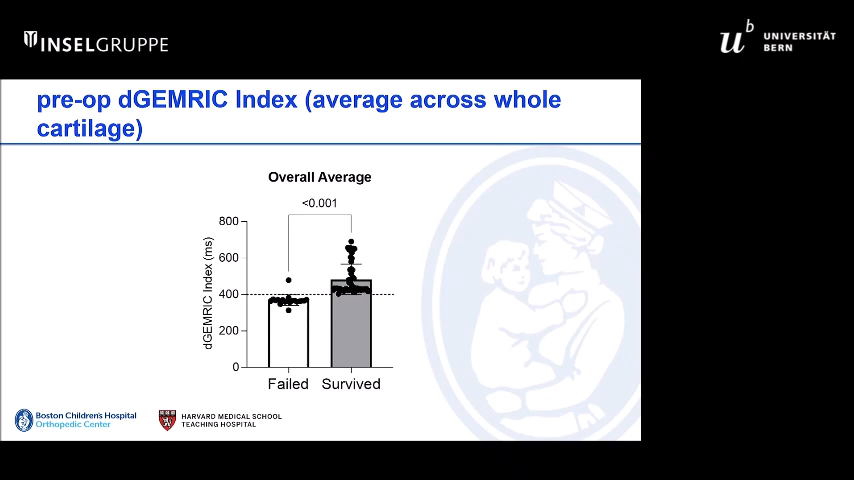 INSELGRUPPE
u
b
UNIVERSITÄT
BERN
pre-op dGEMRIC Index (average across whole
cartilage)
Overall Average
<0.001
dGEMRIC Index (ms)
800
600
400
200
0
Failed Survived
Boston Children's Hospital
Orthopedic Center
HARVARD MEDICAL SCHOOL
TEACHING HOSPITAL